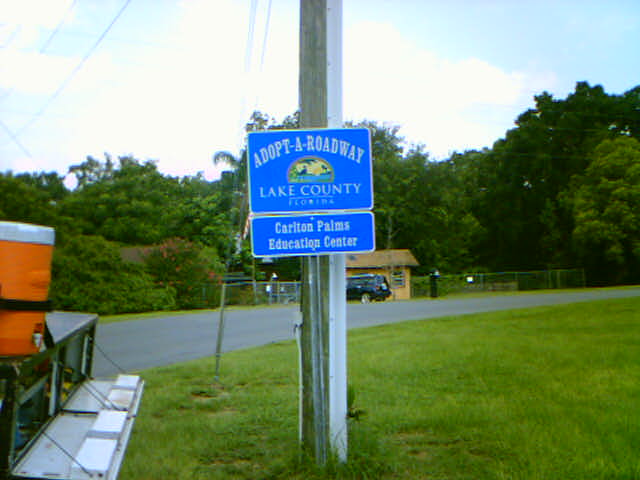 ADOPT-A-ROADWAY
LAKE COUNTY
FLORIDA
Carlton Palms
Education Center